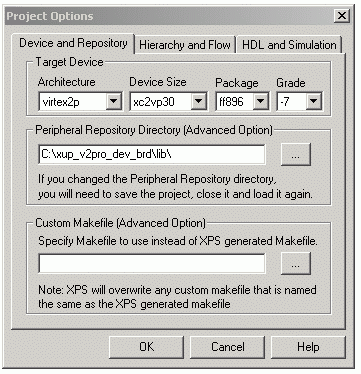 Project Options
Device and Repository Hierarchy and Flow HDL and Simulation
Target Device
Architecture Device Size Package Grade
virtex2p xc2vp30 ff896 -7
Peripheral Repository Directory (Advanced Option)
C:\xup_v2pro_dev_brd\lib\ ...
If you changed the Peripheral Repository directory,
you will need to save the project, close it and load it again.
Custom Makefile (Advanced Option)
Specify Makefile to use instead of XPS generated Makefile.
...
Note: XPS will overwrite any custom makefile that is named
the same as the XPS generated makefile
OK Cancel Help